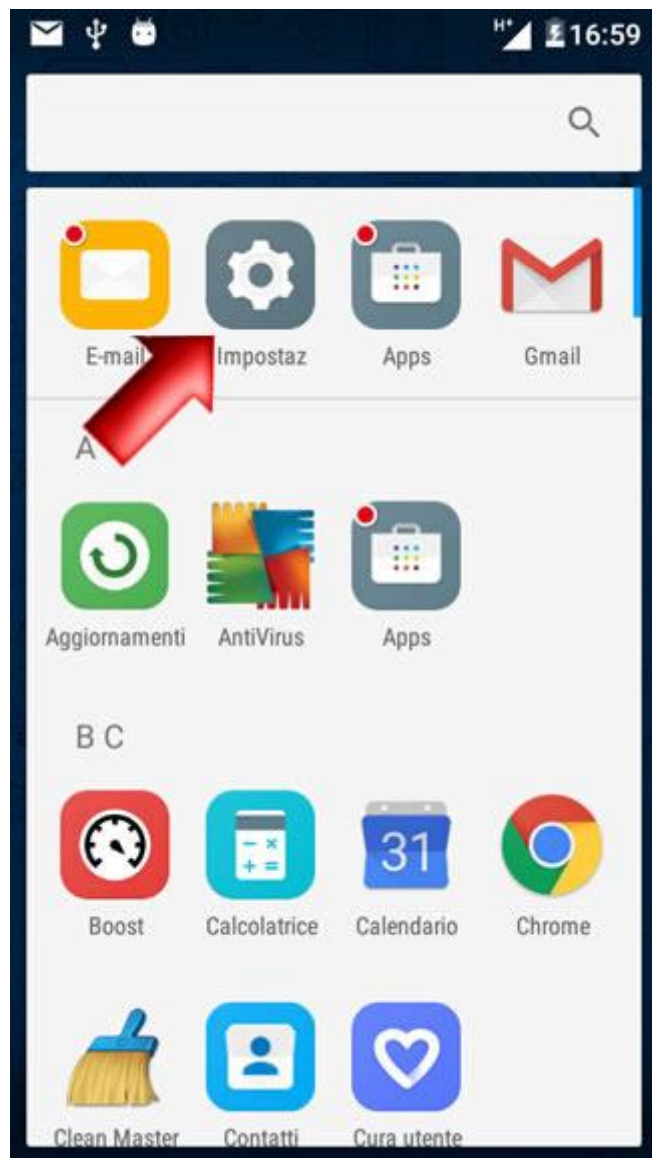 H+ 16:59
E-mail Impostaz Apps Gmail
A
Aggiornamenti AntiVirus Apps
B C
31
Boost Calcolatrice Calendario Chrome
Clean Master Contatti Cura utente